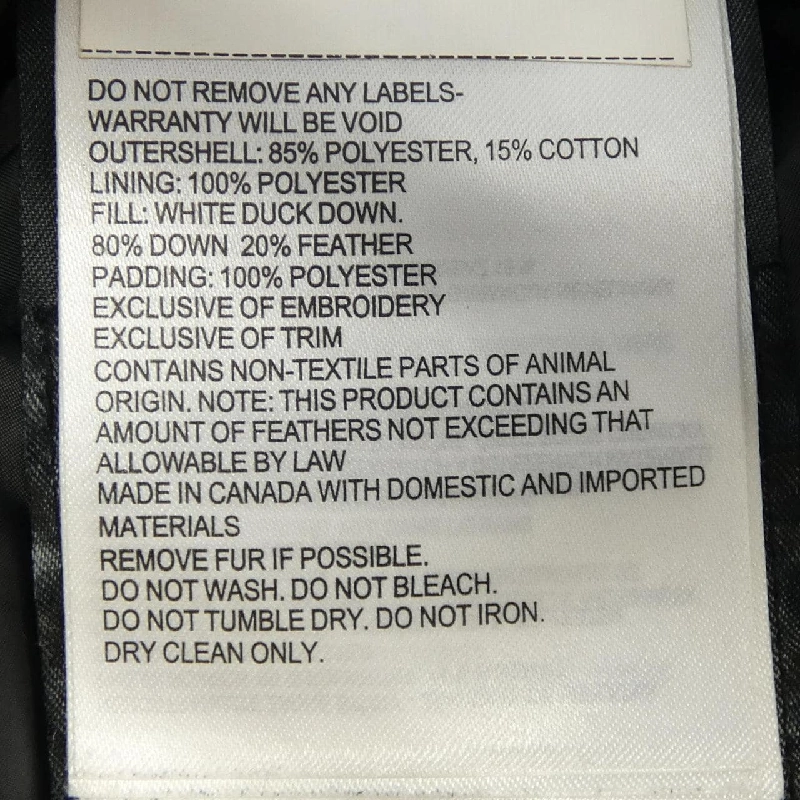 DO NOT REMOVE ANY LABELS-
WARRANTY WILL BE VOID
OUTERSHELL: 85% POLYESTER, 15% COTTON
LINING: 100% POLYESTER
FILL: WHITE DUCK DOWN.
80% DOWN 20% FEATHER
PADDING: 100% POLYESTER
EXCLUSIVE OF EMBROIDERY
EXCLUSIVE OF TRIM
CONTAINS NON-TEXTILE PARTS OF ANIMAL
ORIGIN. NOTE: THIS PRODUCT CONTAINS AN
AMOUNT OF FEATHERS NOT EXCEEDING THAT
ALLOWABLE BY LAW
MADE IN CANADA WITH DOMESTIC AND IMPORTED
MATERIALS
REMOVE FUR IF POSSIBLE.
DO NOT WASH. DO NOT BLEACH.
DO NOT TUMBLE DRY. DO NOT IRON.
DRY CLEAN ONLY.